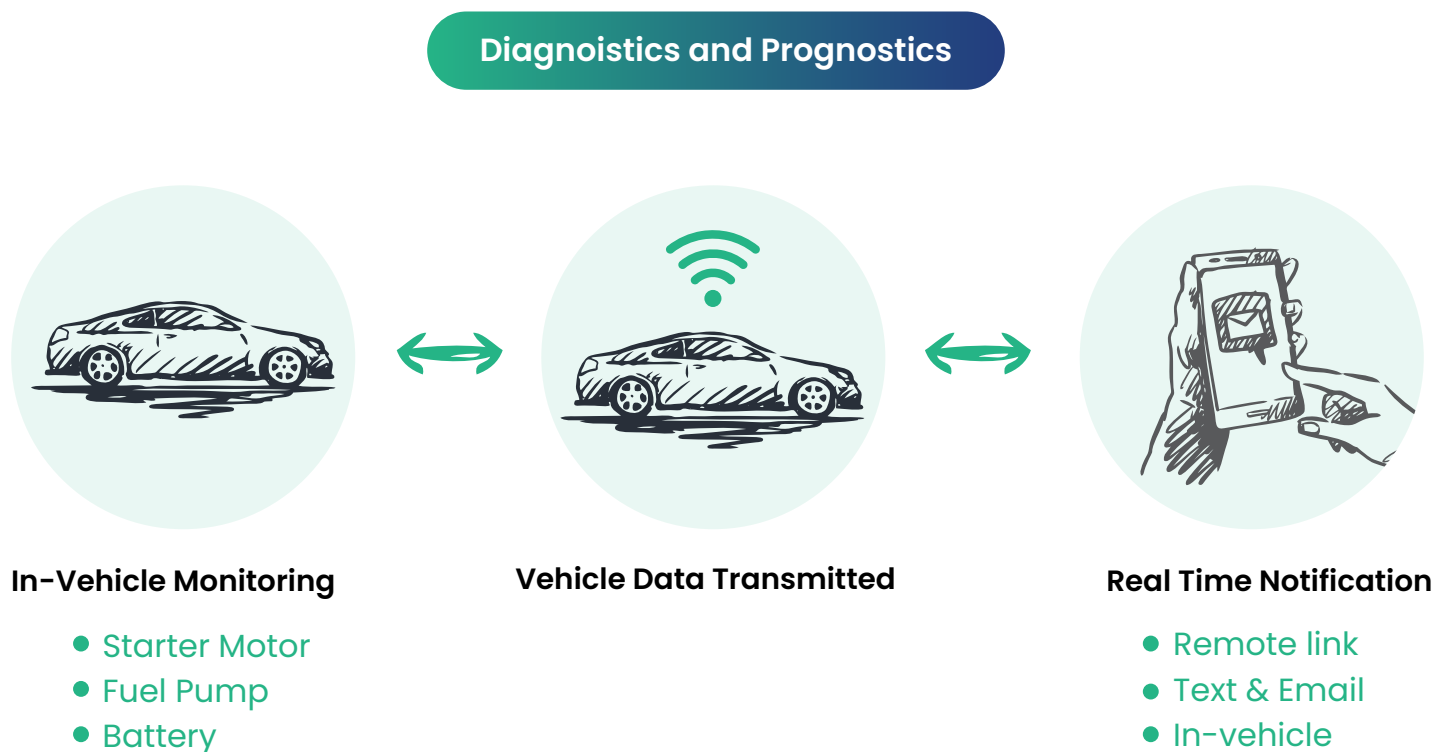 Diagnoistics and Prognostics
In-Vehicle Monitoring
Starter Motor
Fuel Pump
Battery
Vehicle Data Transmitted
Real Time Notification
Remote link
Text & Email
In-vehicle